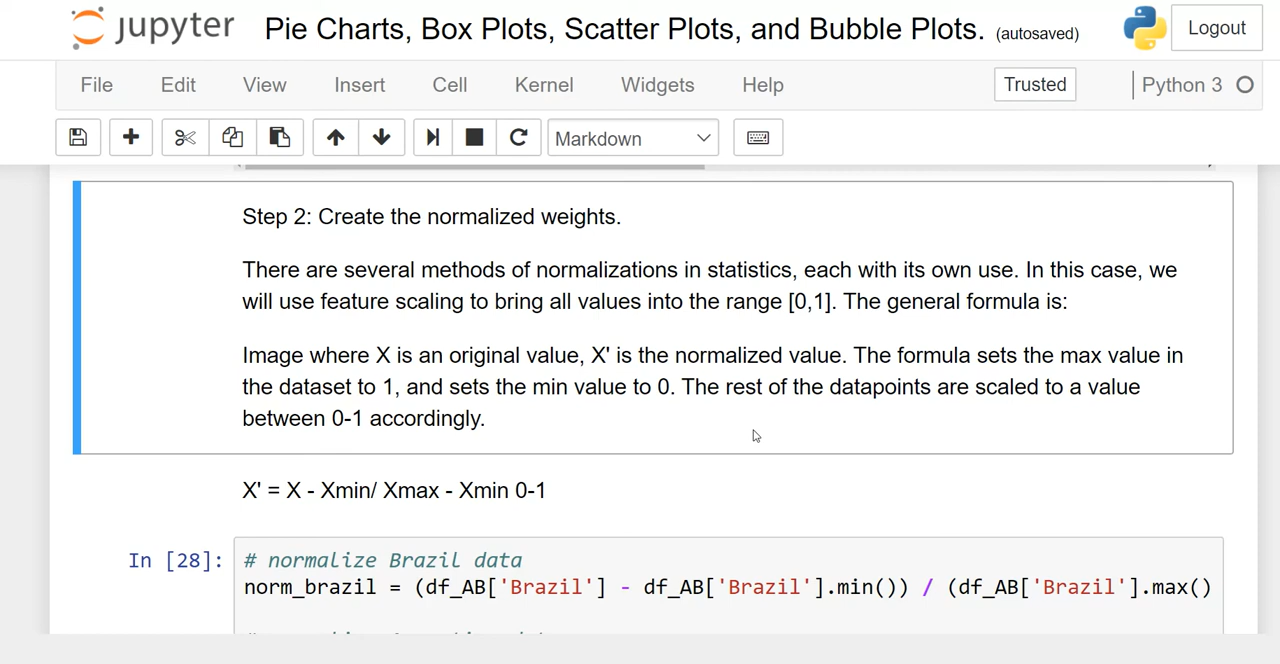 jupyter Pie Charts, Box Plots, Scatter Plots, and Bubble Plots. (autosaved) Logout
File Edit View Insert Cell Kernel Widgets Help Trusted Python 3
Markdown
Step 2: Create the normalized weights.
There are several methods of normalizations in statistics, each with its own use. In this case, we
will use feature scaling to bring all values into the range [0,1]. The general formula is:
Image where X is an original value, X' is the normalized value. The formula sets the max value in
the dataset to 1, and sets the min value to 0. The rest of the datapoints are scaled to a value
between 0-1 accordingly.
X' = X - Xmin/ Xmax - Xmin 0-1
In [28]: # normalize Brazil data
norm_brazil = (df_AB['Brazil'] - df_AB['Brazil'].min()) / (df_AB['Brazil'].max()